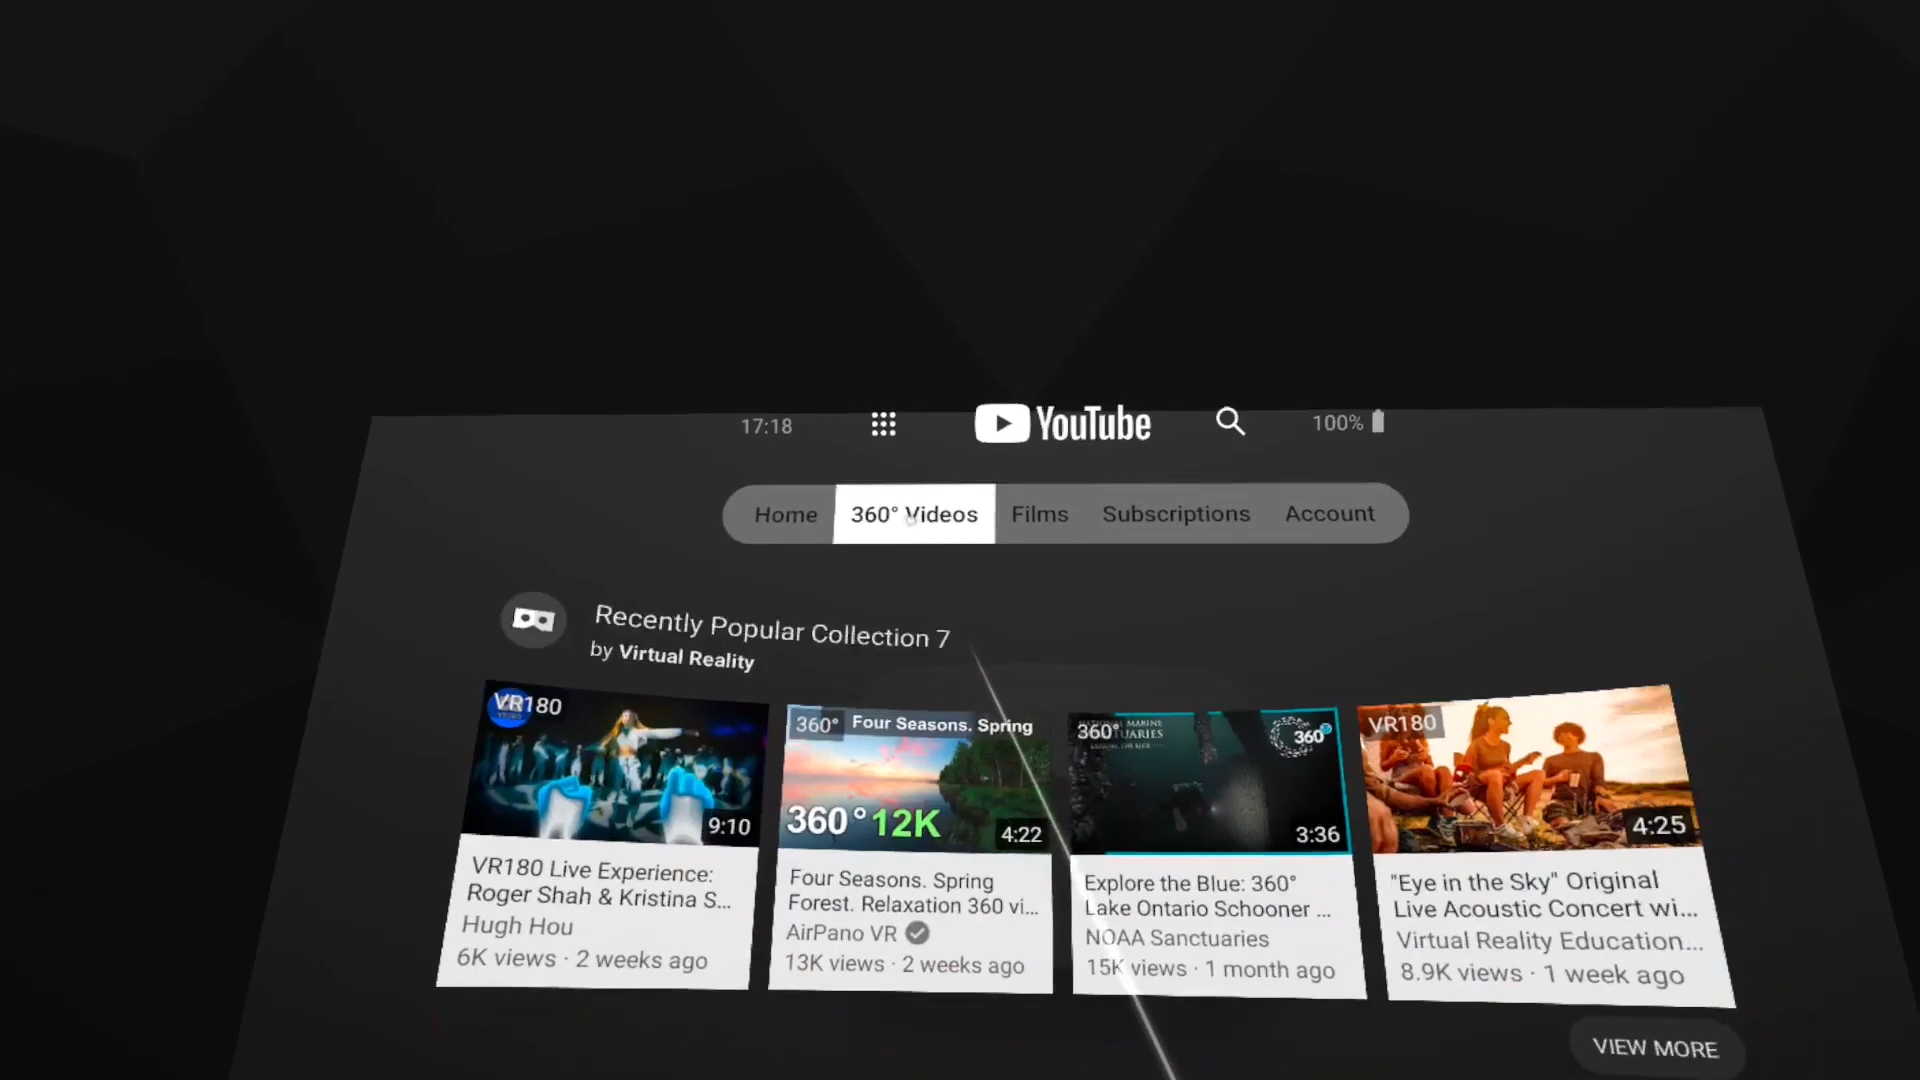 17:18
YouTube
100%
Home
360° Videos
Films
Subscriptions
Account
Recently Popular Collection 7
by Virtual Reality
VR180
9:10
VR180 Live Experience:
Roger Shah & Kristina S...
Hugh Hou
6K views · 2 weeks ago
360°
Four Seasons. Spring
360° 12K
4:22
Four Seasons. Spring
Forest. Relaxation 360 vi...
AirPano VR
13K views · 2 weeks ago
360°
MARINE
360°
3:36
Explore the Blue: 360°
Lake Ontario Schooner ...
NOAA Sanctuaries
15K views · 1 month ago
VR180
4:25
"Eye in the Sky" Original
Live Acoustic Concert wi...
Virtual Reality Education...
8.9K views · 1 week ago
VIEW MORE